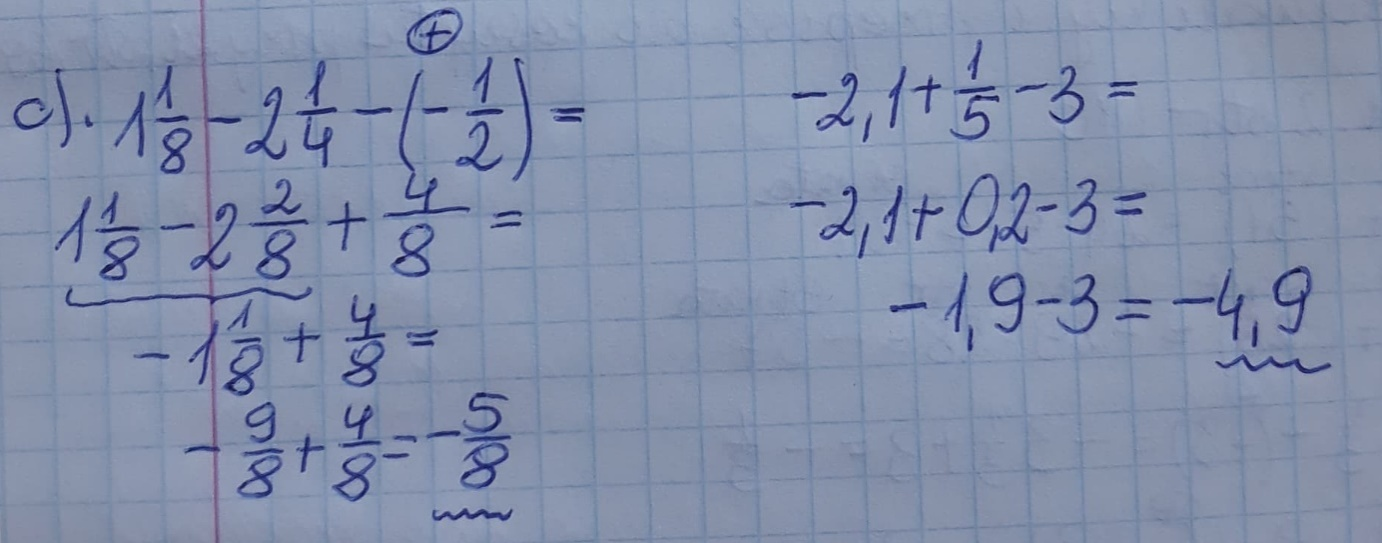 ⊕
c). 1 1/8 - 2 1/4 - (- 1/2) =
1 1/8 - 2 2/8 + 4/8 =
- 1 1/8 + 4/8 =
- 9/8 + 4/8 = - 5/8
-2,1 + 1/5 - 3 =
-2,1 + 0,2 - 3 =
-1,9 - 3 = -4,9